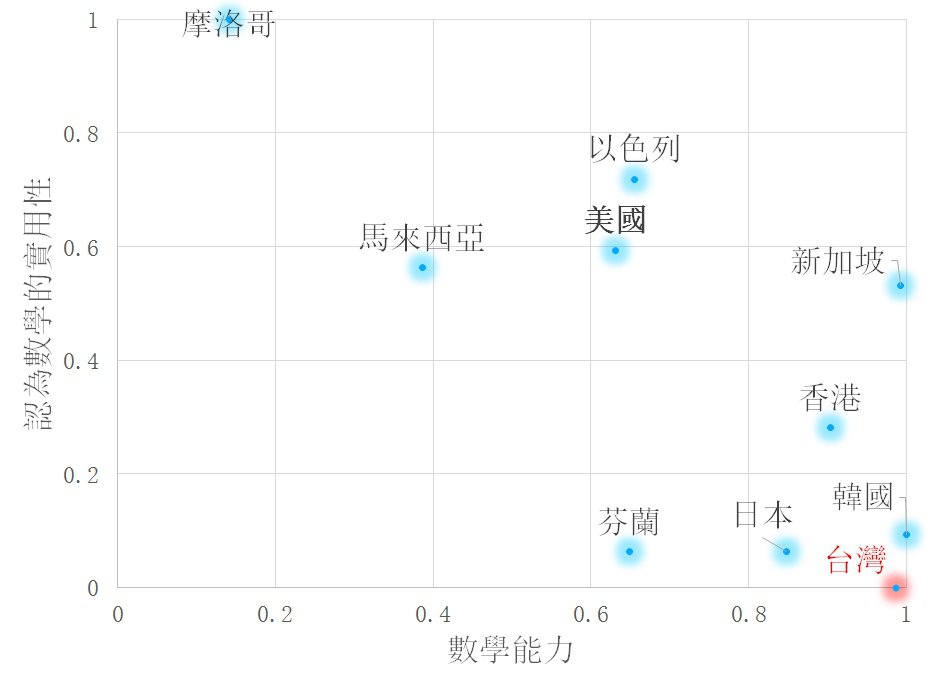 1
摩洛哥
0.8
以色列
美國
馬來西亞
0.6
新加坡
認為數學的實用性
0.4
香港
0.2
韓國
日本
芬蘭
台灣
0
0
0.2
0.4
0.6
0.8
1
數學能力